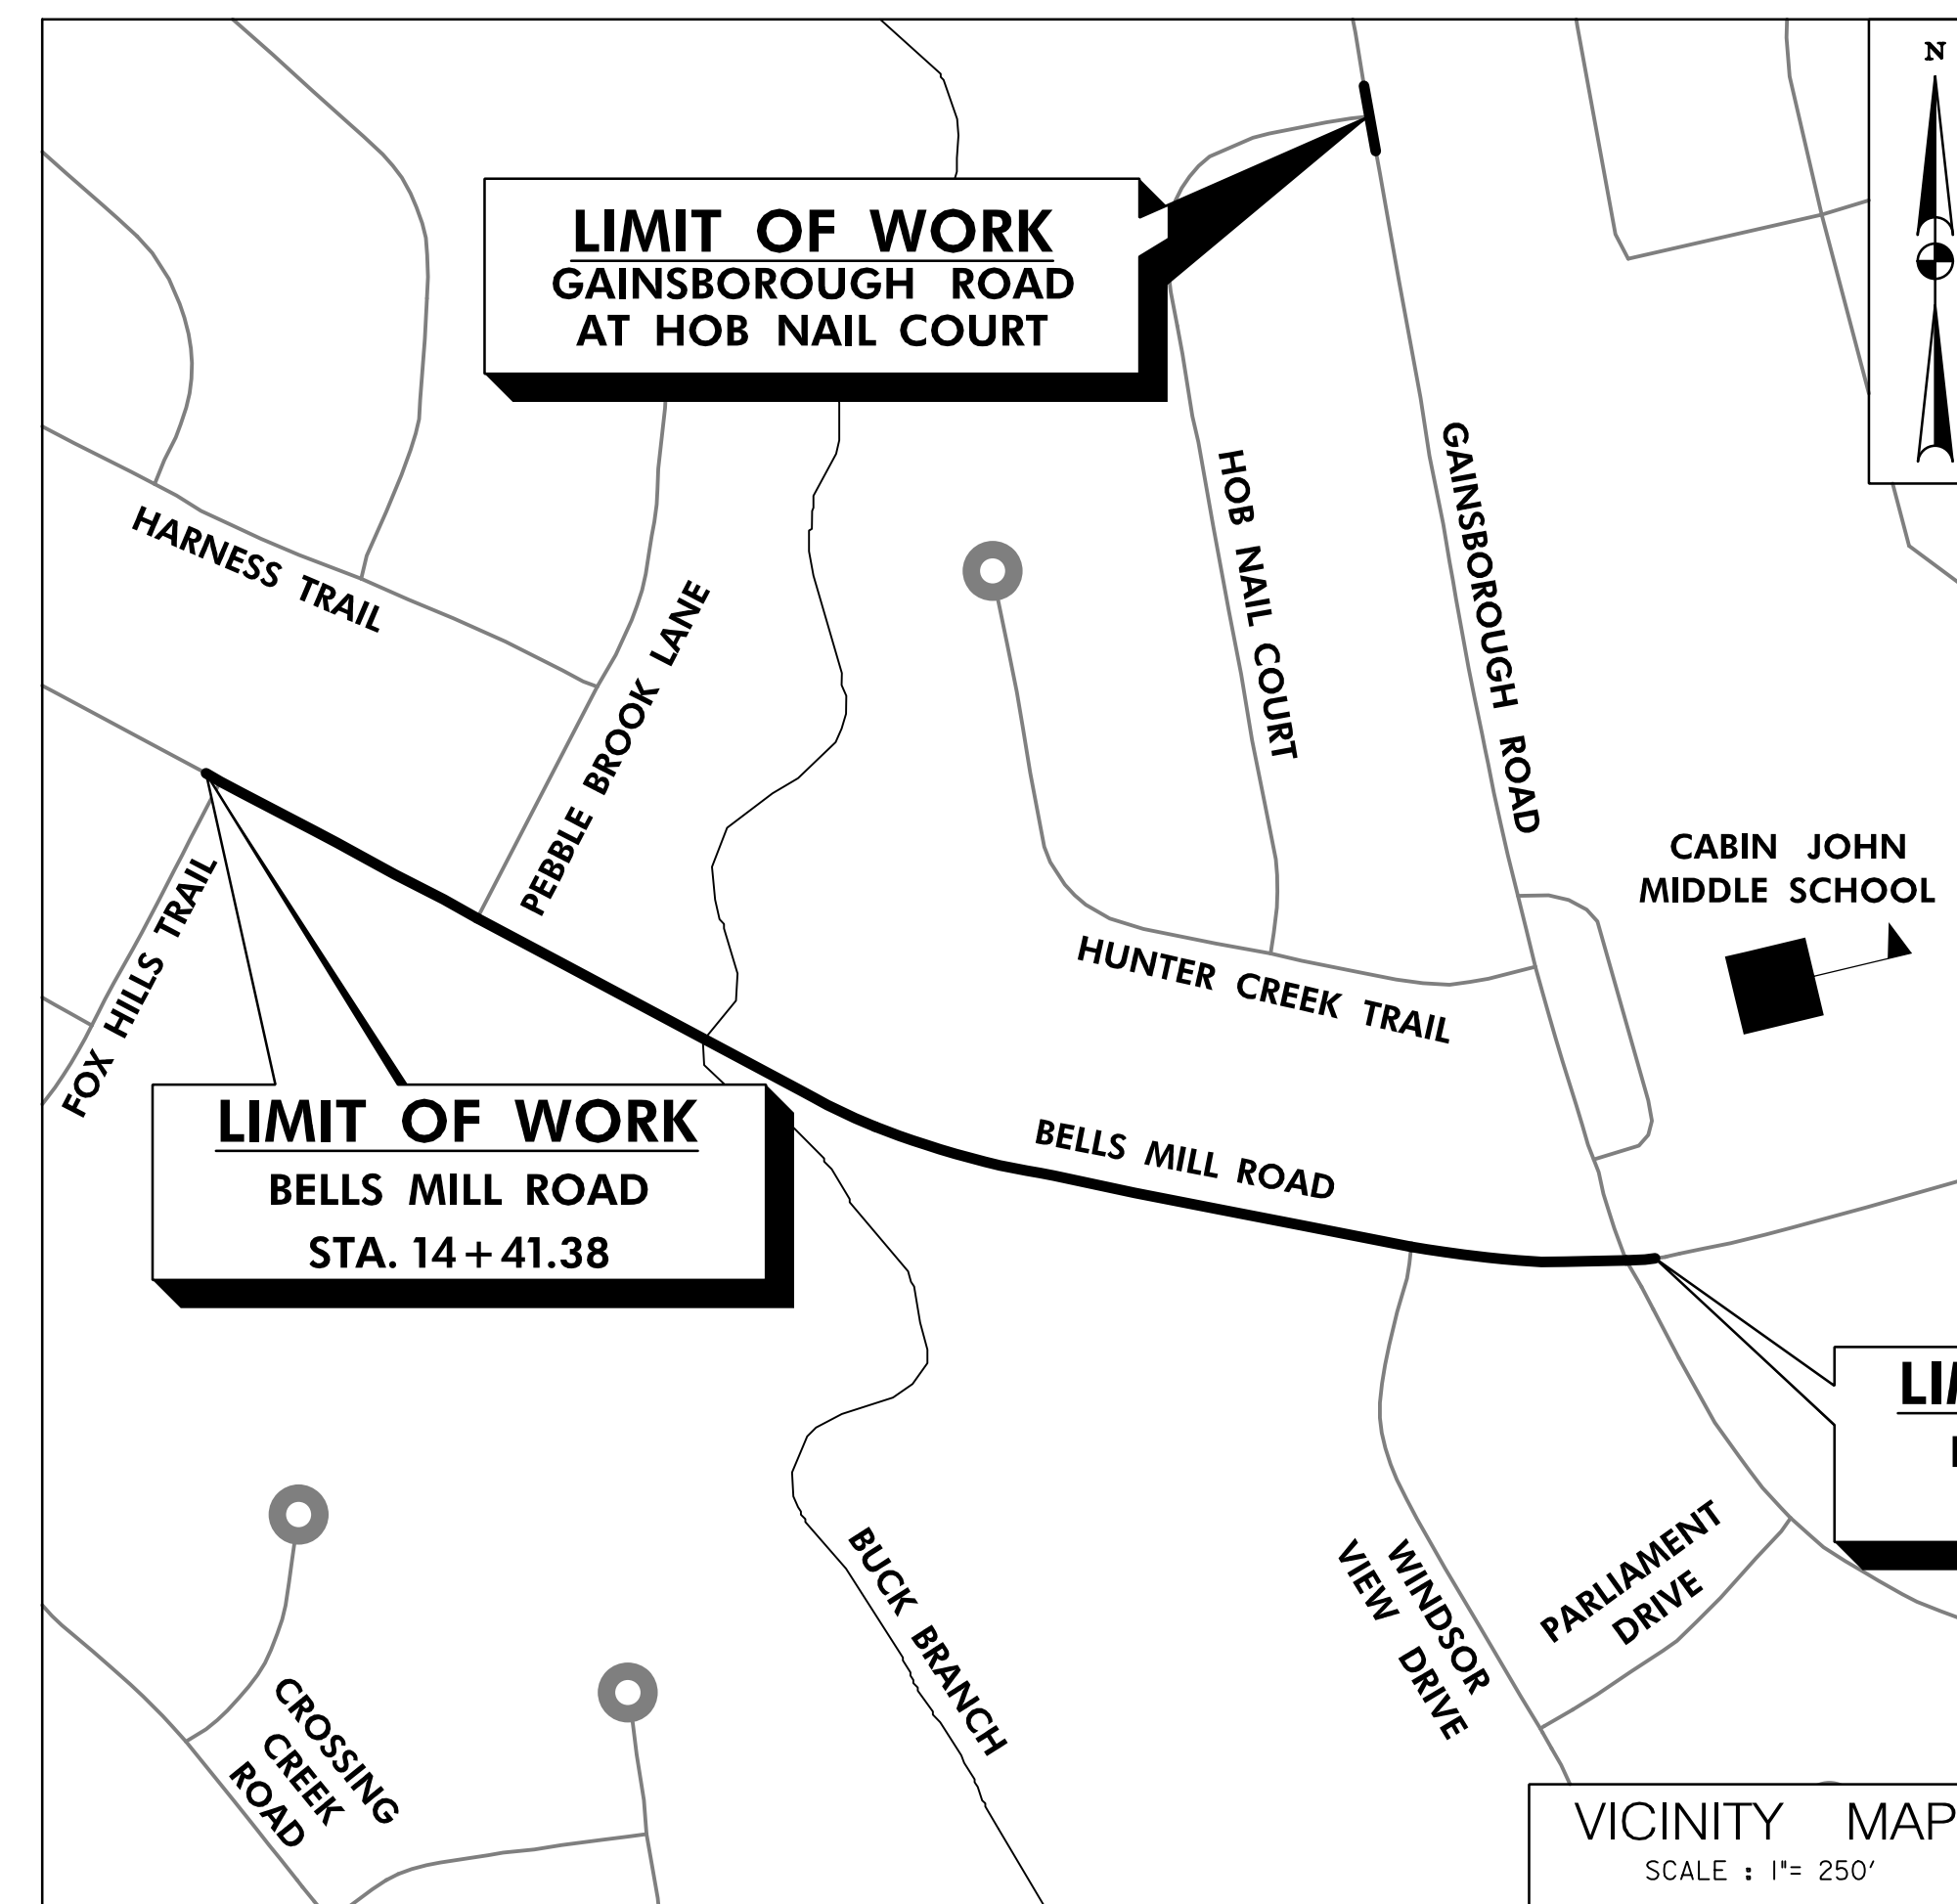 N
LIMIT OF WORK
GAINSBOROUGH ROAD
AT HOB NAIL COURT
HARNESS TRAIL
PEBBLE BROOK LANE
HOB NAIL COURT
GAINSBOROUGH ROAD
CABIN JOHN
MIDDLE SCHOOL
FOX HILLS TRAIL
HUNTER CREEK TRAIL
LIMIT OF WORK
BELLS MILL ROAD
STA. 14+41.38
BELLS MILL ROAD
BUCK BRANCH
WINDSOR
VIEW DRIVE
PARLIAMENT
DRIVE
CROSSING
CREEK
ROAD
VICINITY MAP
SCALE : 1"= 250'